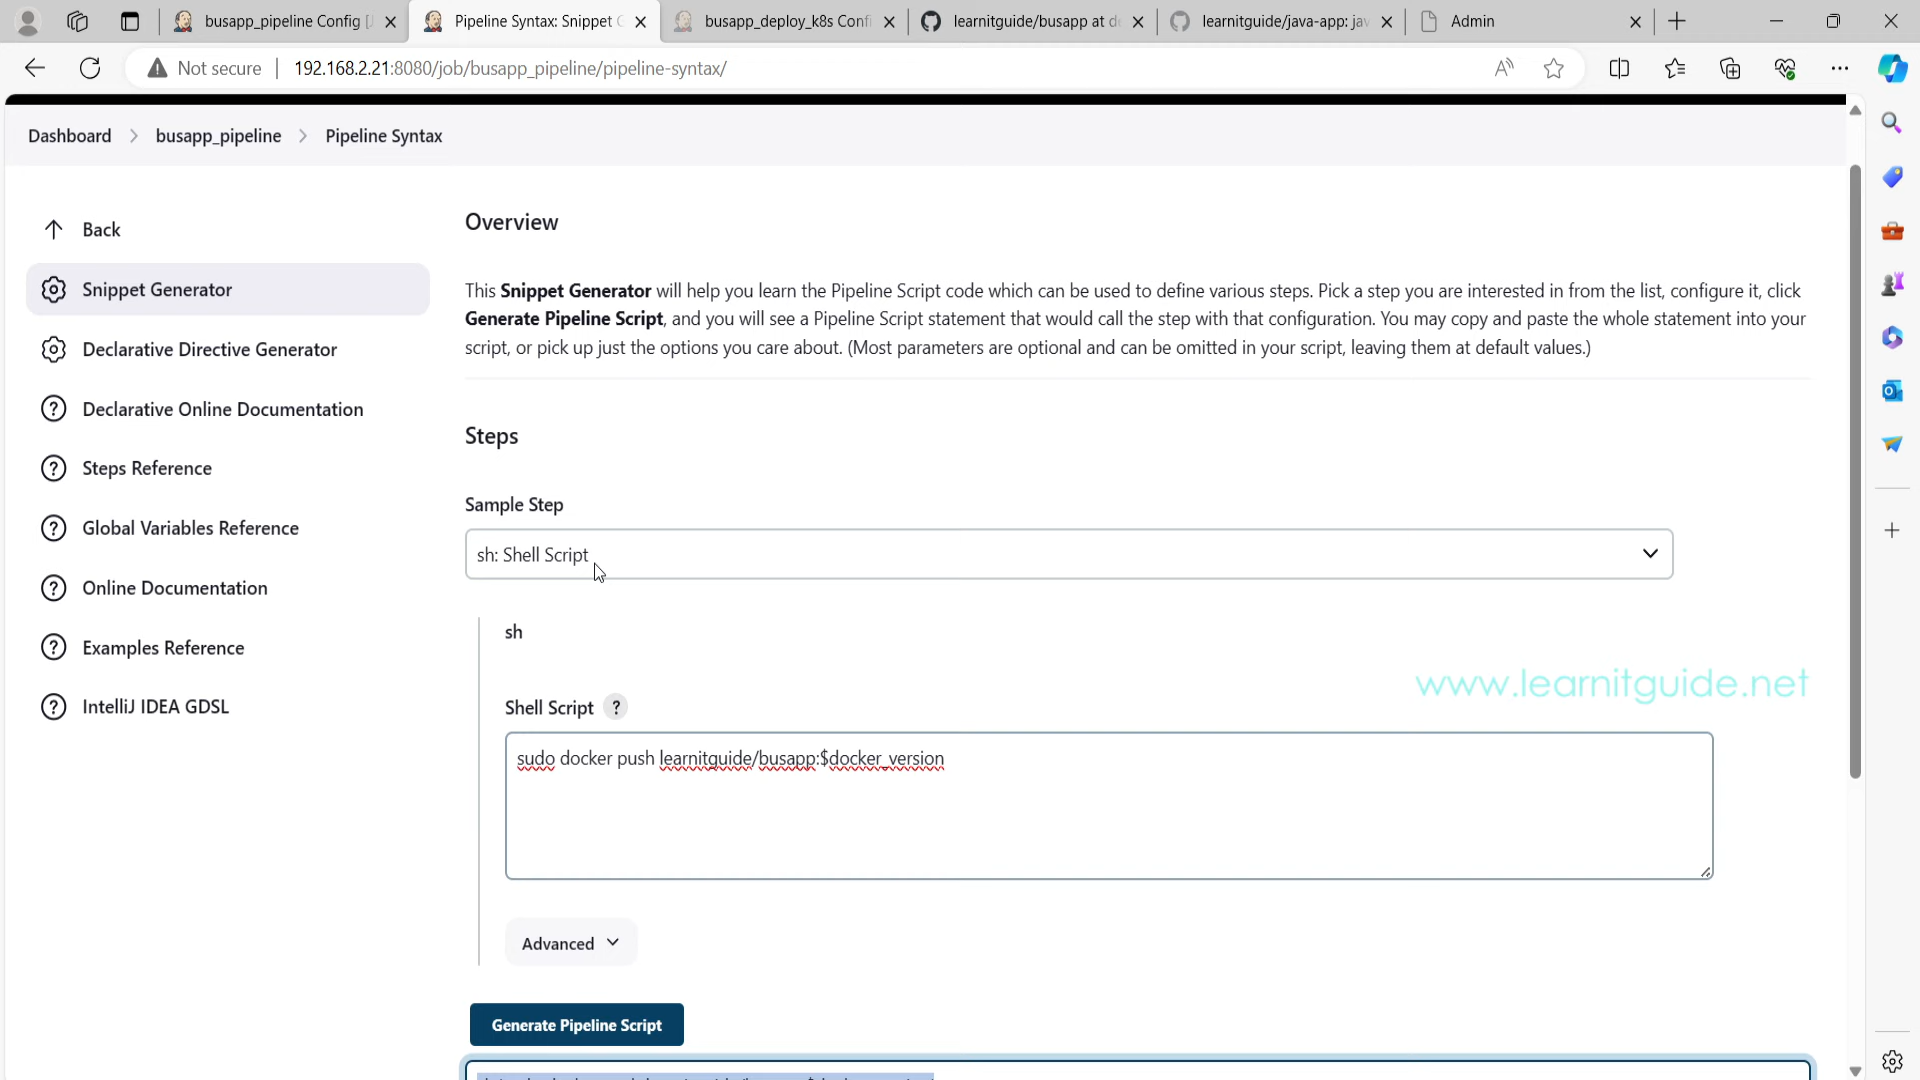 busapp_pipeline Config [J
Pipeline Syntax: Snippet G
busapp_deploy_k8s Confi
learnitguide/busapp at de
learnitguide/java-app: jav
Admin
Not secure
192.168.2.21:8080/job/busapp_pipeline/pipeline-syntax/
Dashboard > busapp_pipeline > Pipeline Syntax
Back
Snippet Generator
Declarative Directive Generator
Declarative Online Documentation
Steps Reference
Global Variables Reference
Online Documentation
Examples Reference
IntelliJ IDEA GDSL
Overview
This Snippet Generator will help you learn the Pipeline Script code which can be used to define various steps. Pick a step you are interested in from the list, configure it, click
Generate Pipeline Script, and you will see a Pipeline Script statement that would call the step with that configuration. You may copy and paste the whole statement into your
script, or pick up just the options you care about. (Most parameters are optional and can be omitted in your script, leaving them at default values.)
Steps
Sample Step
sh: Shell Script
sh
www.learnitguide.net
Shell Script ?
sudo docker push learnitguide/busapp:$docker_version
Advanced
Generate Pipeline Script